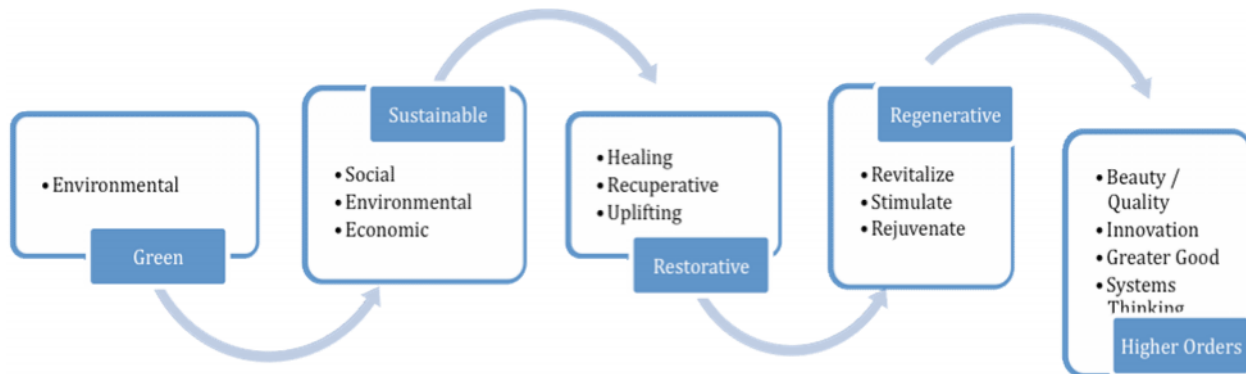 • Environmental
Green
Sustainable
• Social
• Environmental
• Economic
• Healing
• Recuperative
• Uplifting
Restorative
Regenerative
• Revitalize
• Stimulate
• Rejuvenate
• Beauty /
Quality
• Innovation
• Greater Good
• Systems
Thinking
Higher Orders